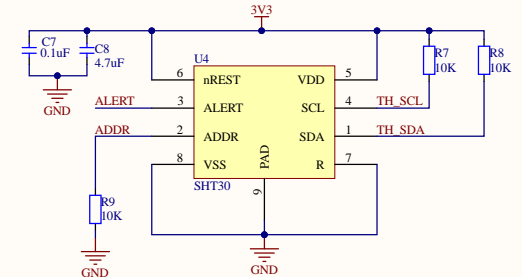 3V3
C7
0.1uF
C8
4.7uF
GND
U4
R7
10K
R8
10K
6 nREST VDD 5
ALERT 3 ALERT SCL 4 TH_SCL
ADDR 2 ADDR SDA 1 TH_SDA
8 VSS PAD R 7
SHT30
9
R9
10K
GND
GND